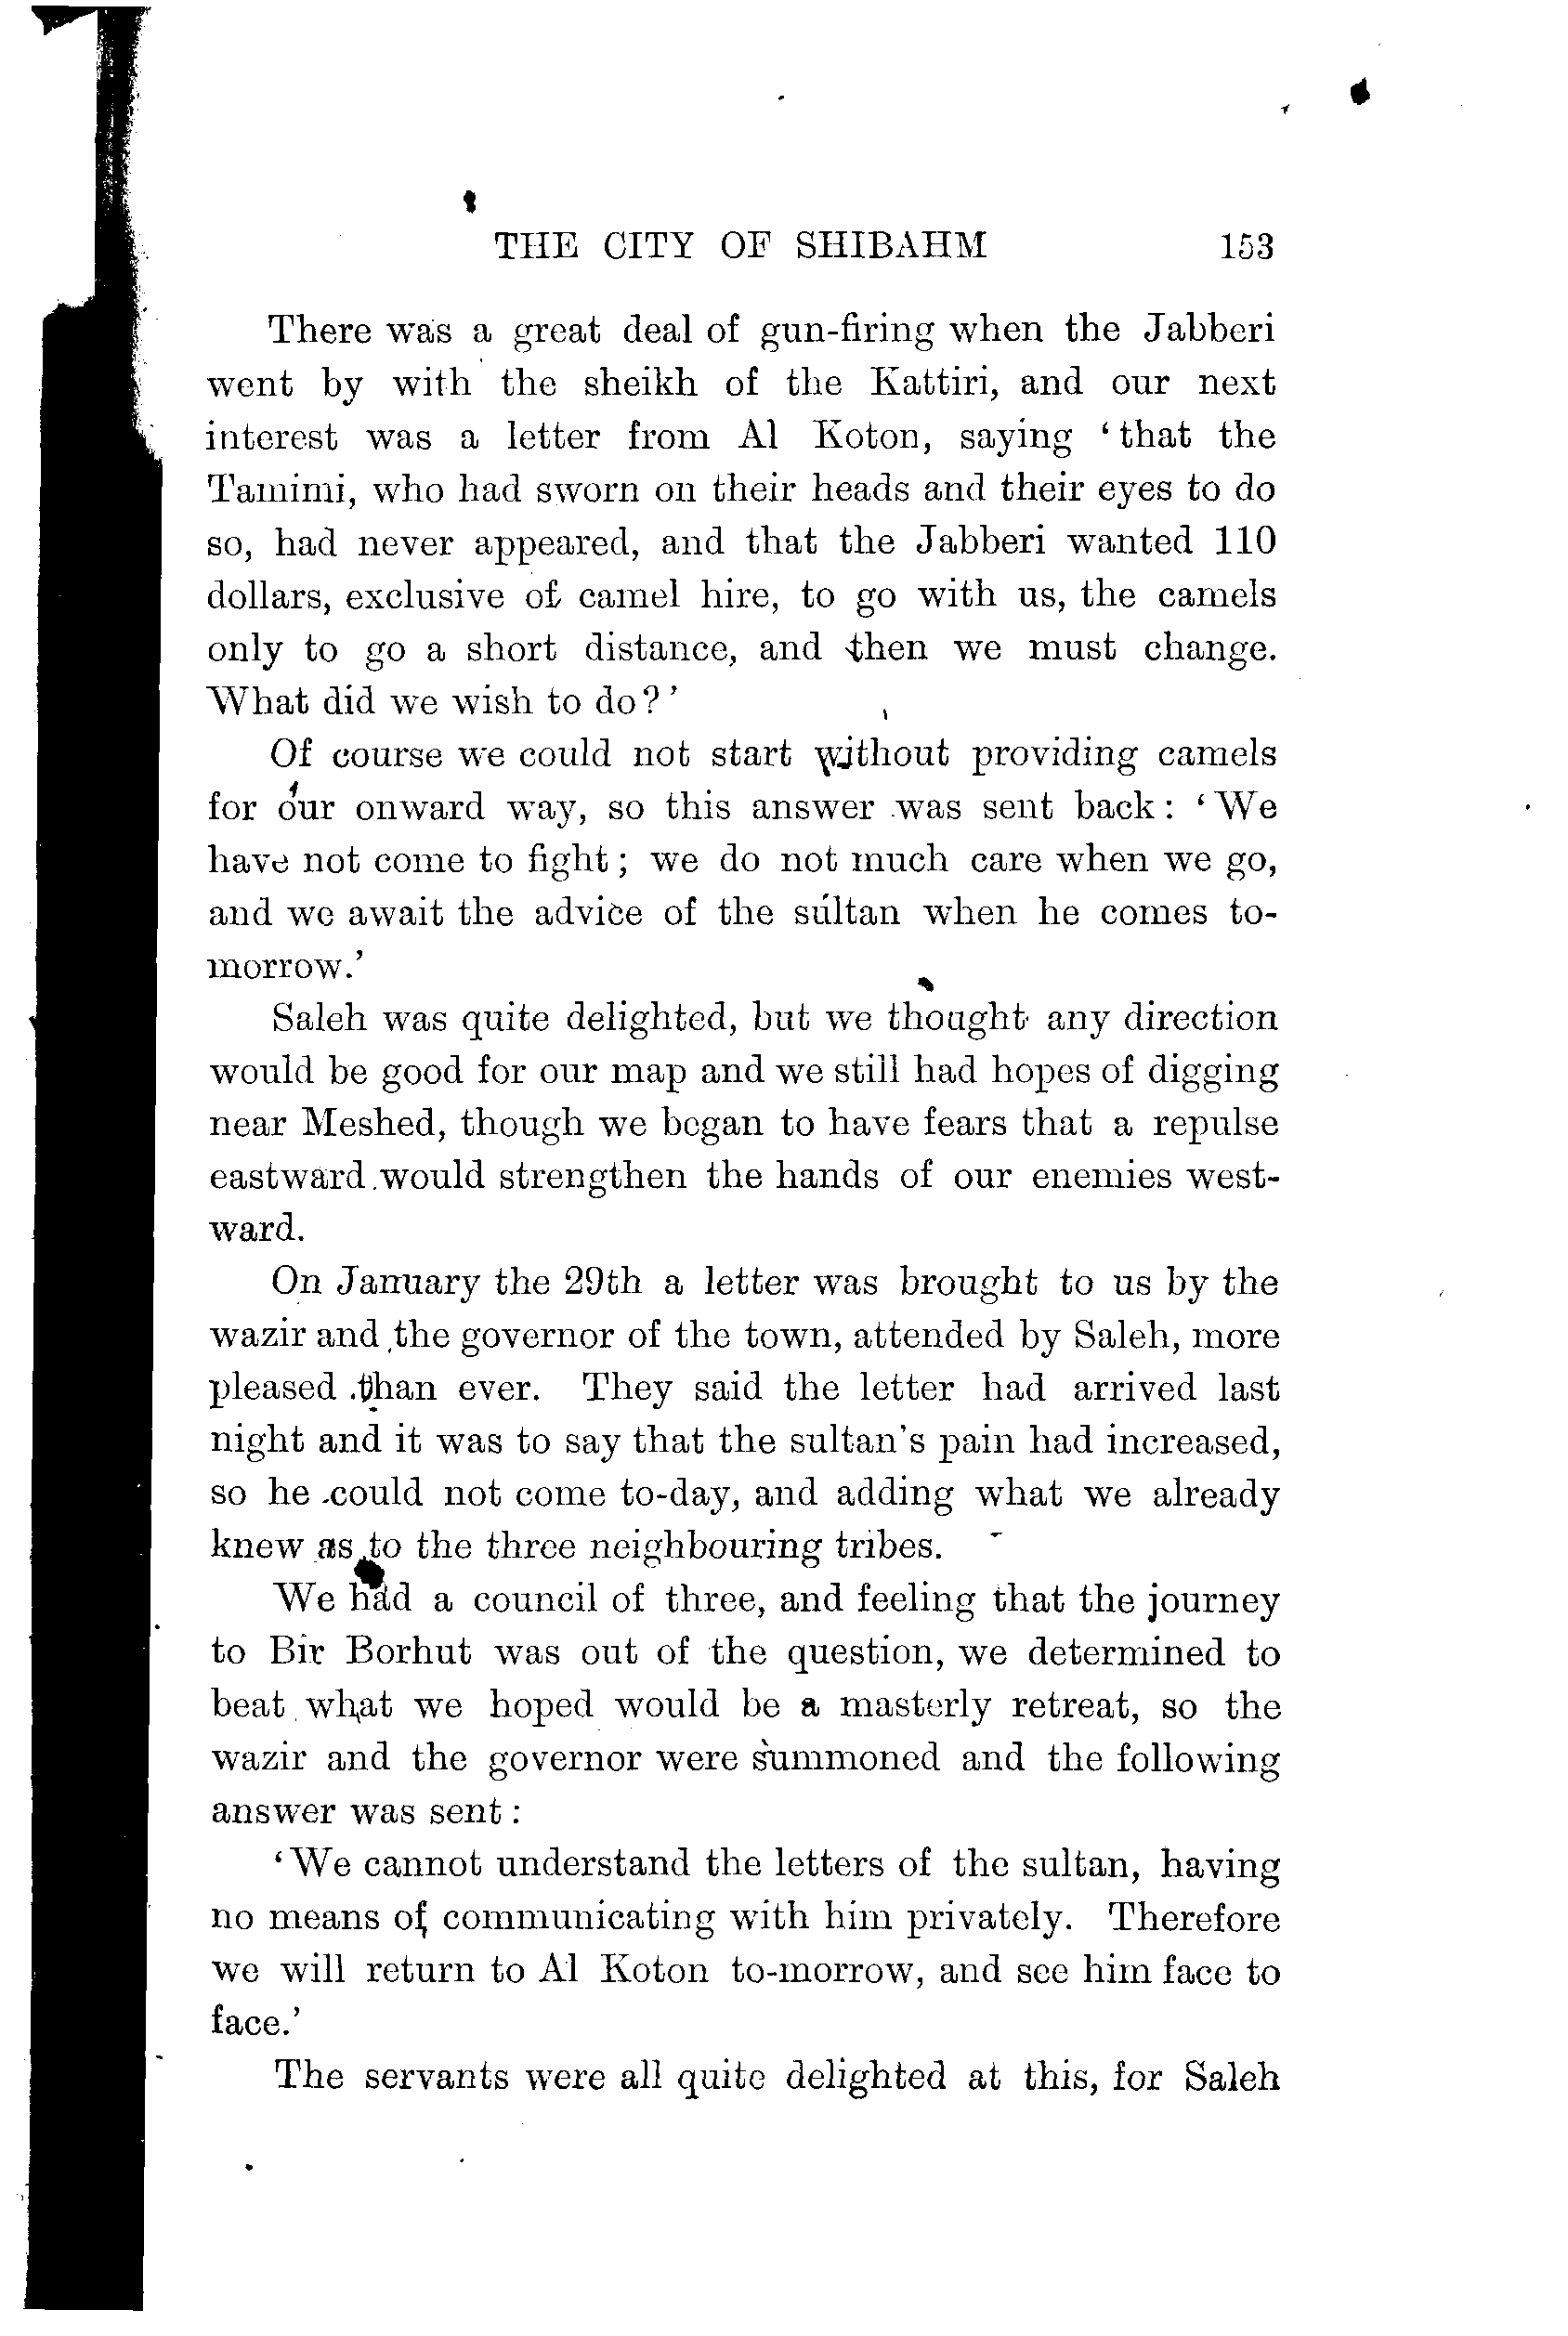 THE CITY OF SHIBAHM 153
There was a great deal of gun-firing when the Jabberi
went by with the sheikh of the Kattiri, and our next
interest was a letter from Al Koton, saying ‘that the
Tamimi, who had sworn on their heads and their eyes to do
so, had never appeared, and that the Jabberi wanted 110
dollars, exclusive of camel hire, to go with us, the camels
only to go a short distance, and then we must change.
What did we wish to do?’
Of course we could not start without providing camels
for our onward way, so this answer was sent back: ‘We
have not come to fight; we do not much care when we go,
and we await the advice of the sultan when he comes to-
morrow.’
Saleh was quite delighted, but we thought any direction
would be good for our map and we still had hopes of digging
near Meshed, though we began to have fears that a repulse
eastward would strengthen the hands of our enemies west-
ward.
On January the 29th a letter was brought to us by the
wazir and the governor of the town, attended by Saleh, more
pleased than ever. They said the letter had arrived last
night and it was to say that the sultan's pain had increased,
so he could not come to-day, and adding what we already
knew as to the three neighbouring tribes.
We had a council of three, and feeling that the journey
to Bir Borhut was out of the question, we determined to
beat what we hoped would be a masterly retreat, so the
wazir and the governor were summoned and the following
answer was sent:
‘We cannot understand the letters of the sultan, having
no means of communicating with him privately. Therefore
we will return to Al Koton to-morrow, and see him face to
face.’
The servants were all quite delighted at this, for Saleh